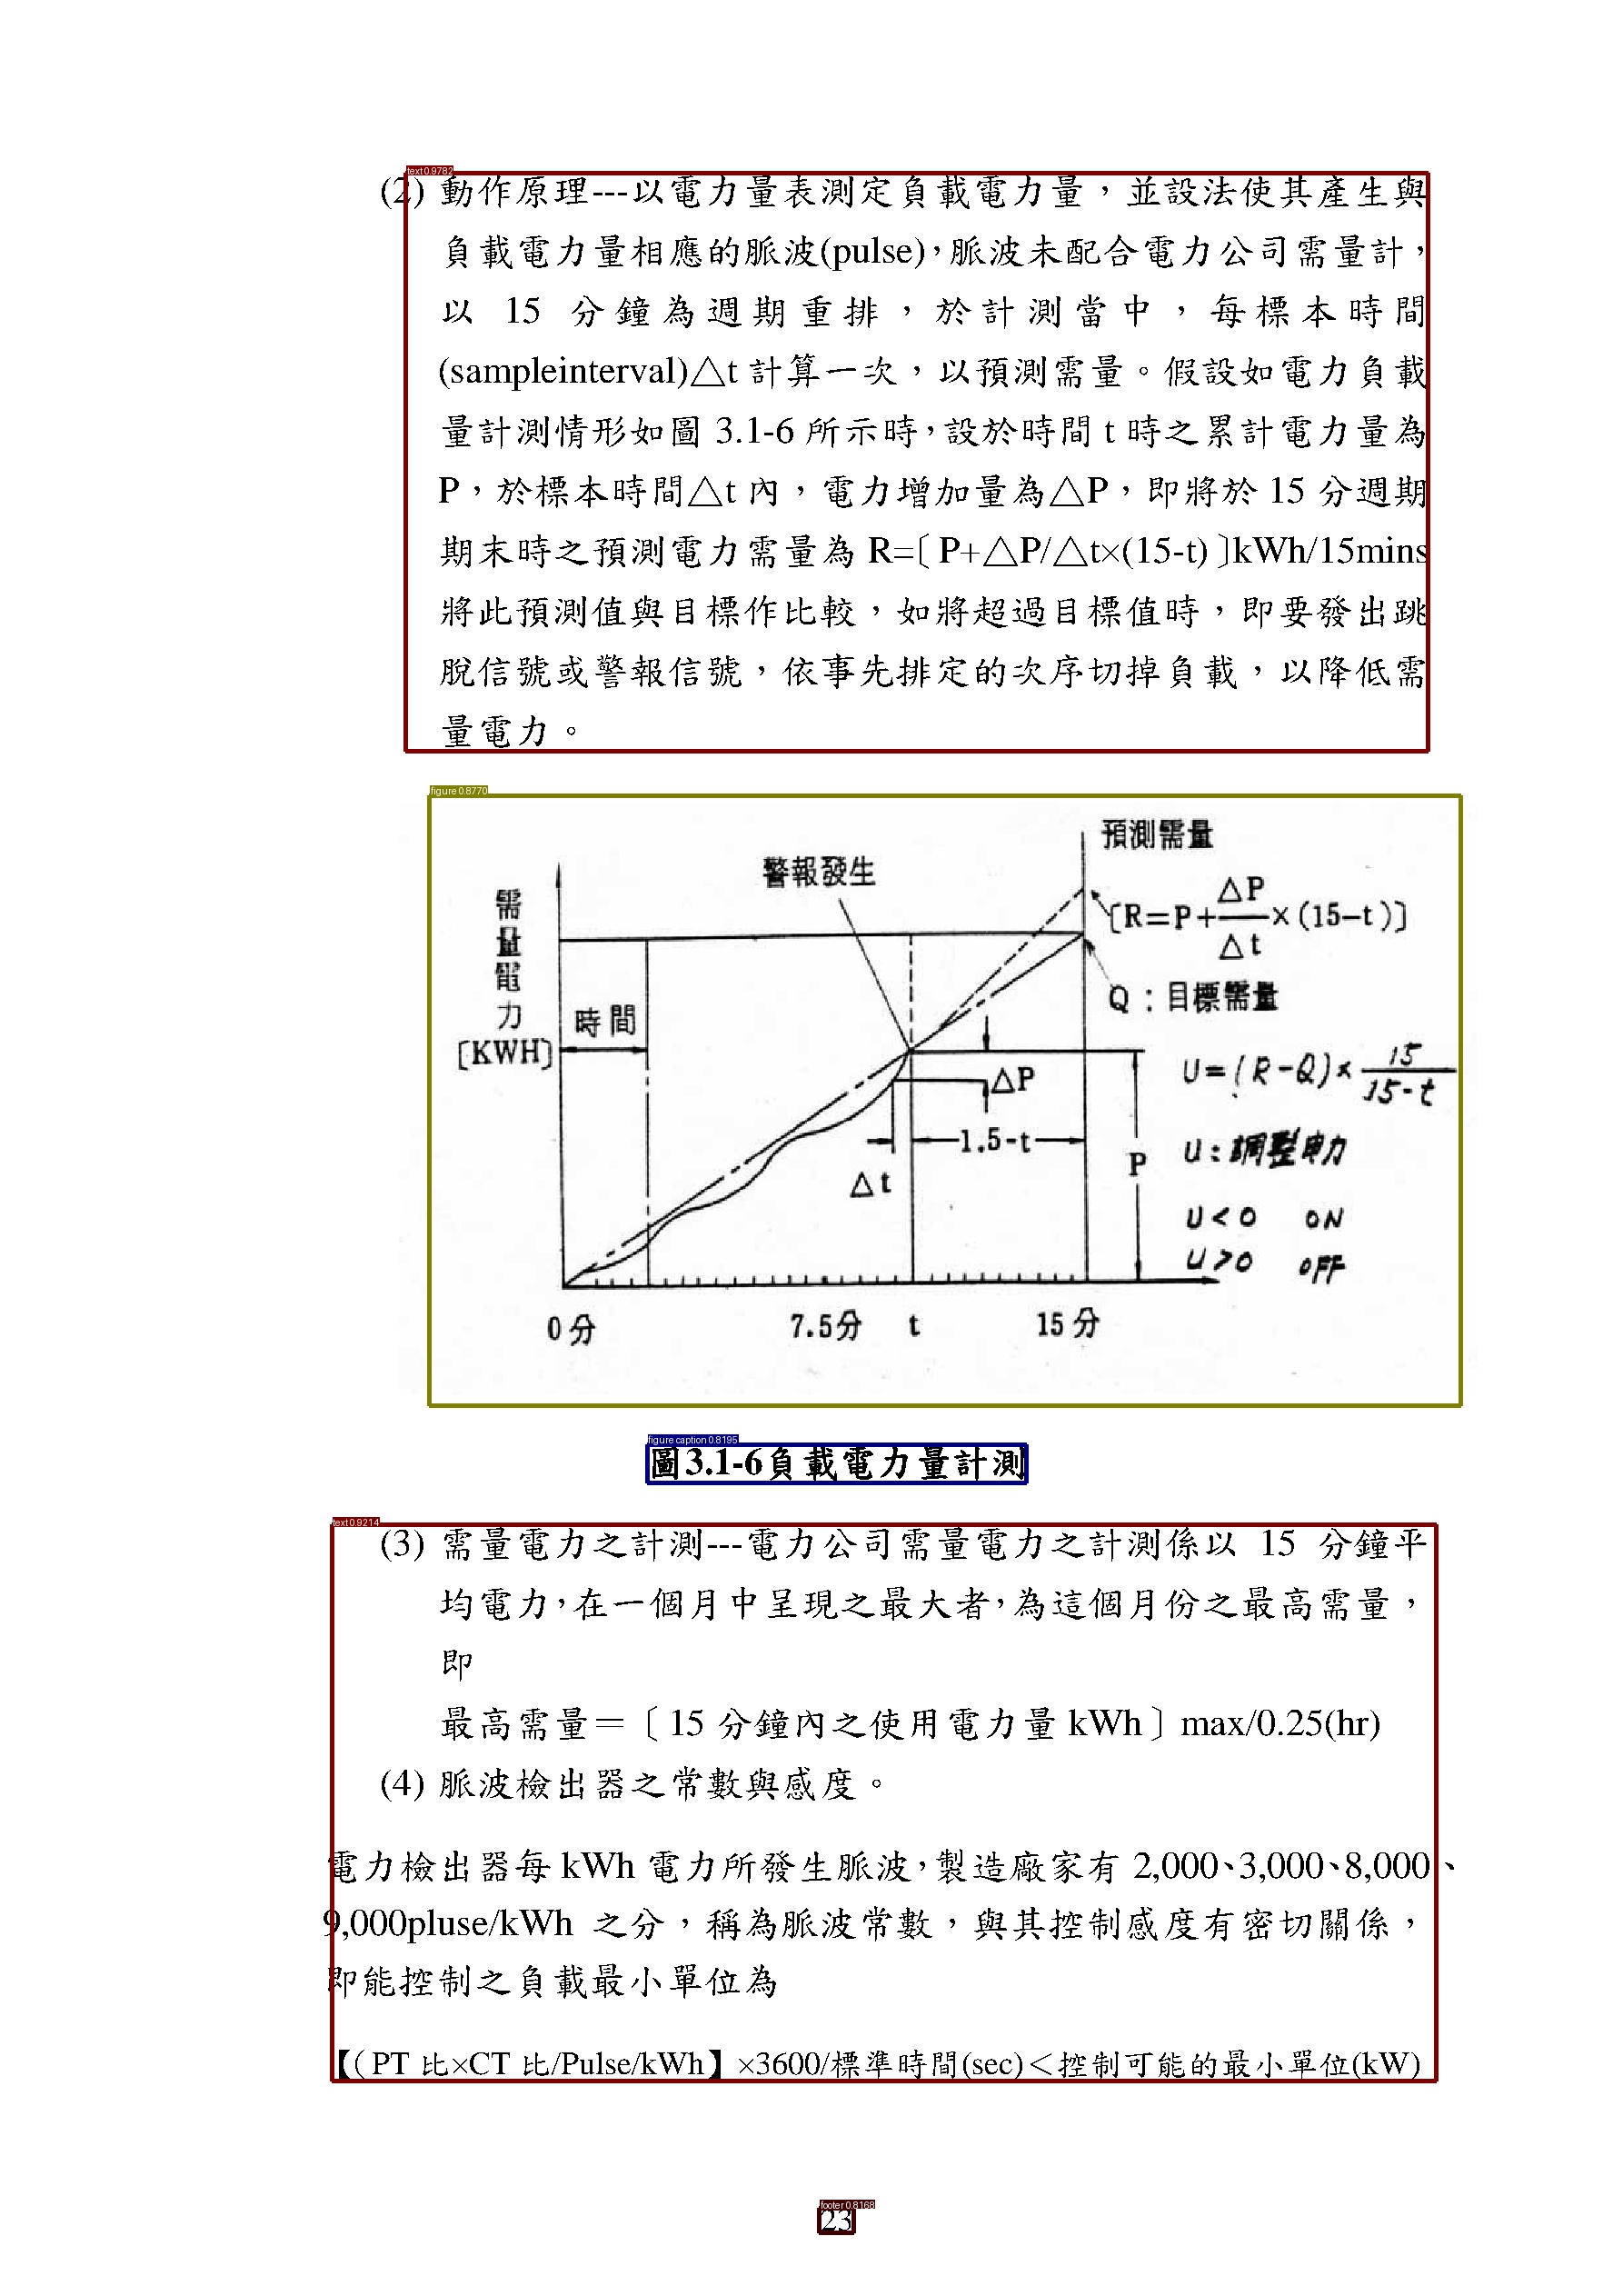 text 0.9782
(2) 動作原理---以電力量表測定負載電力量，並設法使其產生與
負載電力量相應的脈波(pulse)，脈波未配合電力公司需量計，
以 15 分鐘為週期重排，於計測當中，每標本時間
(sampleinterval)△t 計算一次，以預測需量。假設如電力負載
量計測情形如圖 3.1-6 所示時，設於時間 t 時之累計電力量為
P，於標本時間△t 內，電力增加量為△P，即將於 15 分週期
期末時之預測電力需量為 R=〔P+△P/△t×(15-t)〕kWh/15mins
將此預測值與目標作比較，如將超過目標值時，即要發出跳
脫信號或警報信號，依事先排定的次序切掉負載，以降低需
量電力。
figure 0.8770
預測需量
警報發生
[R=P+△P/△t×(15-t)]
需量電力
[KWH]
時間
Q：目標需量
U=(R-Q)×15/15-t
△P
1.5-t
P
U：調整電力
△t
U<0 ON
U>0 OFF
0分 7.5分 t 15分
figure caption 0.8195
圖3.1-6負載電力量計測
text 0.9214
(3) 需量電力之計測---電力公司需量電力之計測係以 15 分鐘平
均電力，在一個月中呈現之最大者，為這個月份之最高需量，
即
最高需量＝〔15 分鐘內之使用電力量 kWh〕max/0.25(hr)
(4) 脈波檢出器之常數與感度。
電力檢出器每 kWh 電力所發生脈波，製造廠家有 2,000、3,000、8,000、
9,000pluse/kWh 之分，稱為脈波常數，與其控制感度有密切關係，
即能控制之負載最小單位為
【（PT 比×CT 比/Pulse/kWh】×3600/標準時間(sec)＜控制可能的最小單位(kW)
footer 0.8168
23